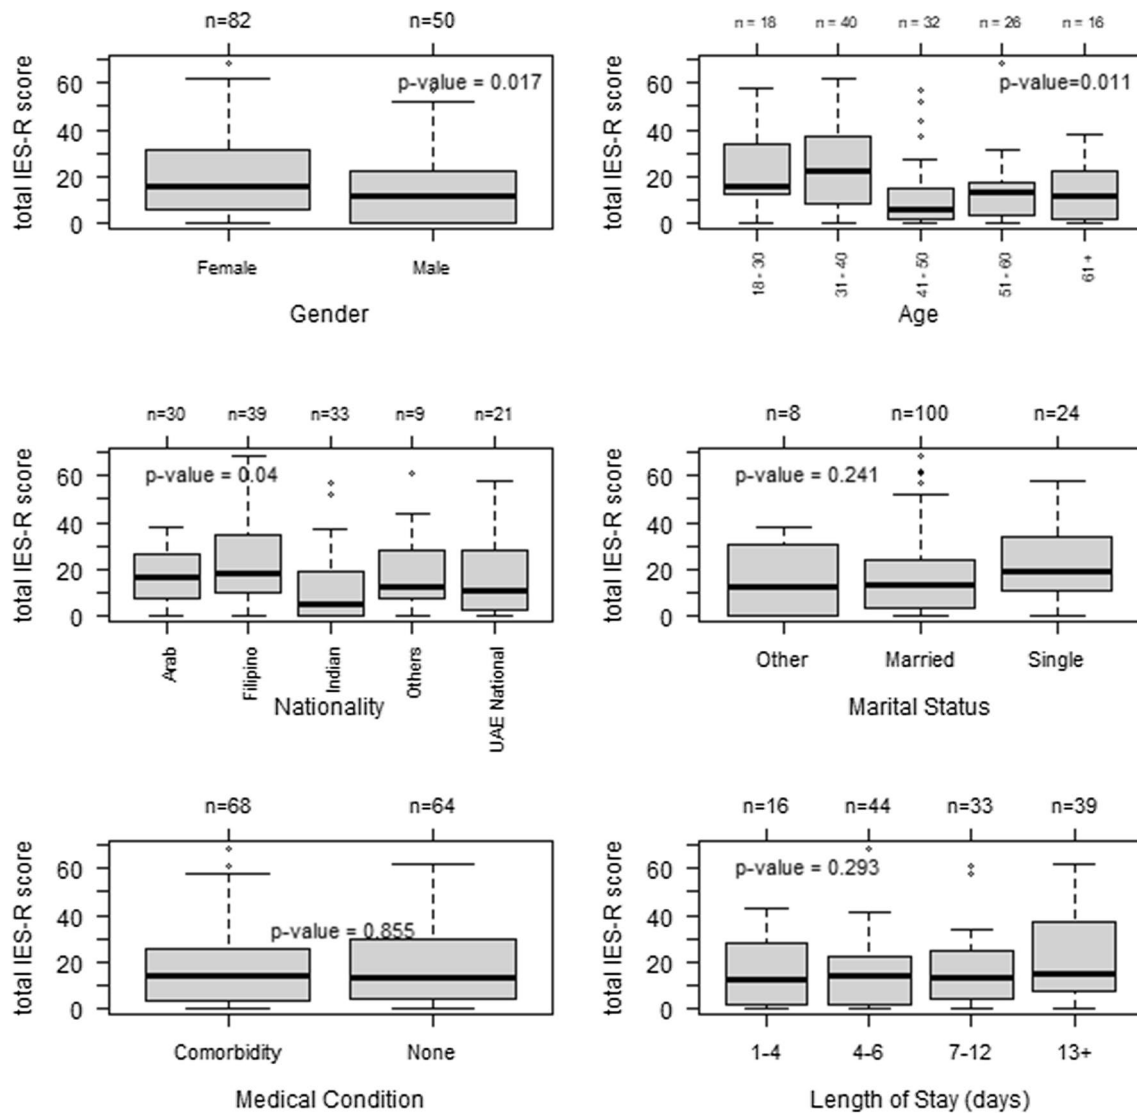 n=82 n=50
total IES-R score
60
40
20
0
p-value = 0.017
Female Male
Gender
n = 18 n = 40 n = 32 n = 26 n = 16
total IES-R score
60
40
20
0
p-value=0.011
18 - 30 31 - 40 41 - 50 51 - 60 61 +
Age
n=30 n=39 n=33 n=9 n=21
total IES-R score
60
40
20
0
p-value = 0.04
Arab Filipino Indian Others UAE National
Nationality
n=8 n=100 n=24
total IES-R score
60
40
20
0
p-value = 0.241
Other Married Single
Marital Status
n=68 n=64
total IES-R score
60
40
20
0
p-value = 0.855
Comorbidity None
Medical Condition
n=16 n=44 n=33 n=39
total IES-R score
60
40
20
0
p-value = 0.293
1-4 4-6 7-12 13+
Length of Stay (days)